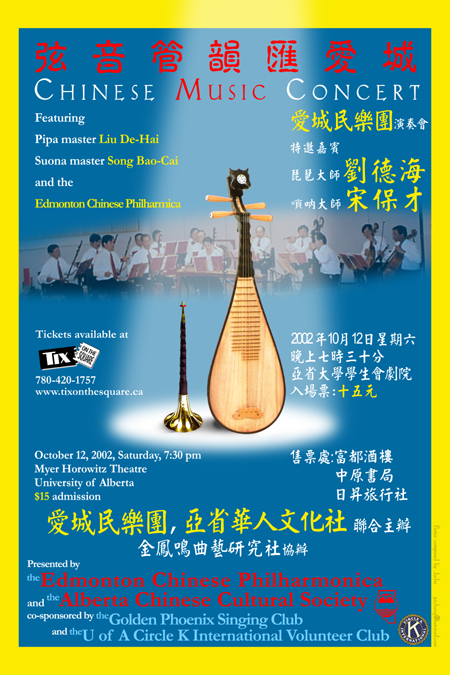 弦音管韻匯愛城
CHINESE MUSIC CONCERT
Featuring
Pipa master Liu De-Hai
Suona master Song Bao-Cai
and the
Edmonton Chinese Philharmica
愛城民樂團演奏會
特邀嘉賓
琵琶大師 劉德海
嗩吶大師 宋保才
Tickets available at
TIX ON THE SQUARE
780-420-1757
www.tixonthesquare.ca
2002年10月12日星期六
晚上七時三十分
亞省大學學生會劇院
入場票:十五元
October 12, 2002, Saturday, 7:30 pm
Myer Horowitz Theatre
University of Alberta
$15 admission
售票處:富都酒樓
中原書局
日昇旅行社
愛城民樂團,亞省華人文化社 聯合主辦
金鳳鳴曲藝研究社協辦
Presented by
the Edmonton Chinese Philharmonica
and the Alberta Chinese Cultural Society
co-sponsored by the Golden Phoenix Singing Club
and the U of A Circle K International Volunteer Club
CIRCLE K INTERNATIONAL